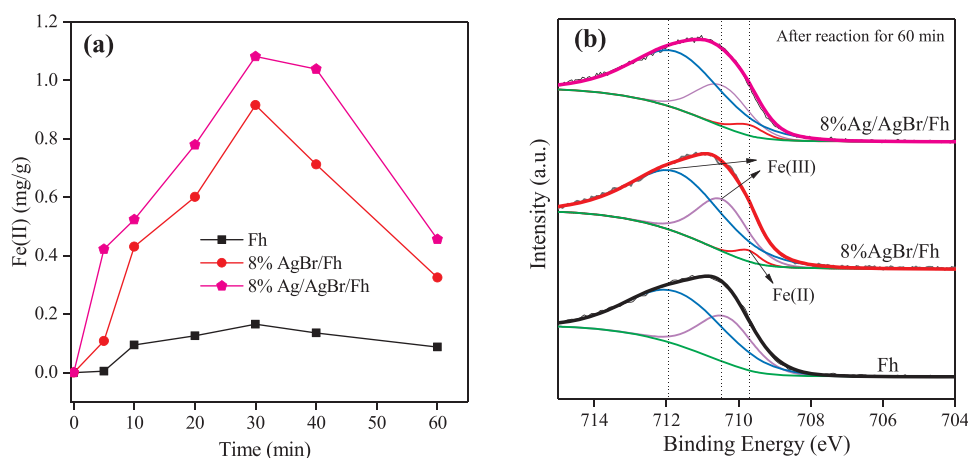 (a)
Fe(II) (mg/g)
1.2
1.0
0.8
0.6
0.4
0.2
0.0
Fh
8% AgBr/Fh
8% Ag/AgBr/Fh
0 10 20 30 40 50 60
Time (min)
(b)
After reaction for 60 min
Intensity (a.u.)
8%Ag/AgBr/Fh
Fe(III)
8%AgBr/Fh
Fe(II)
Fh
714 712 710 708 706 704
Binding Energy (eV)